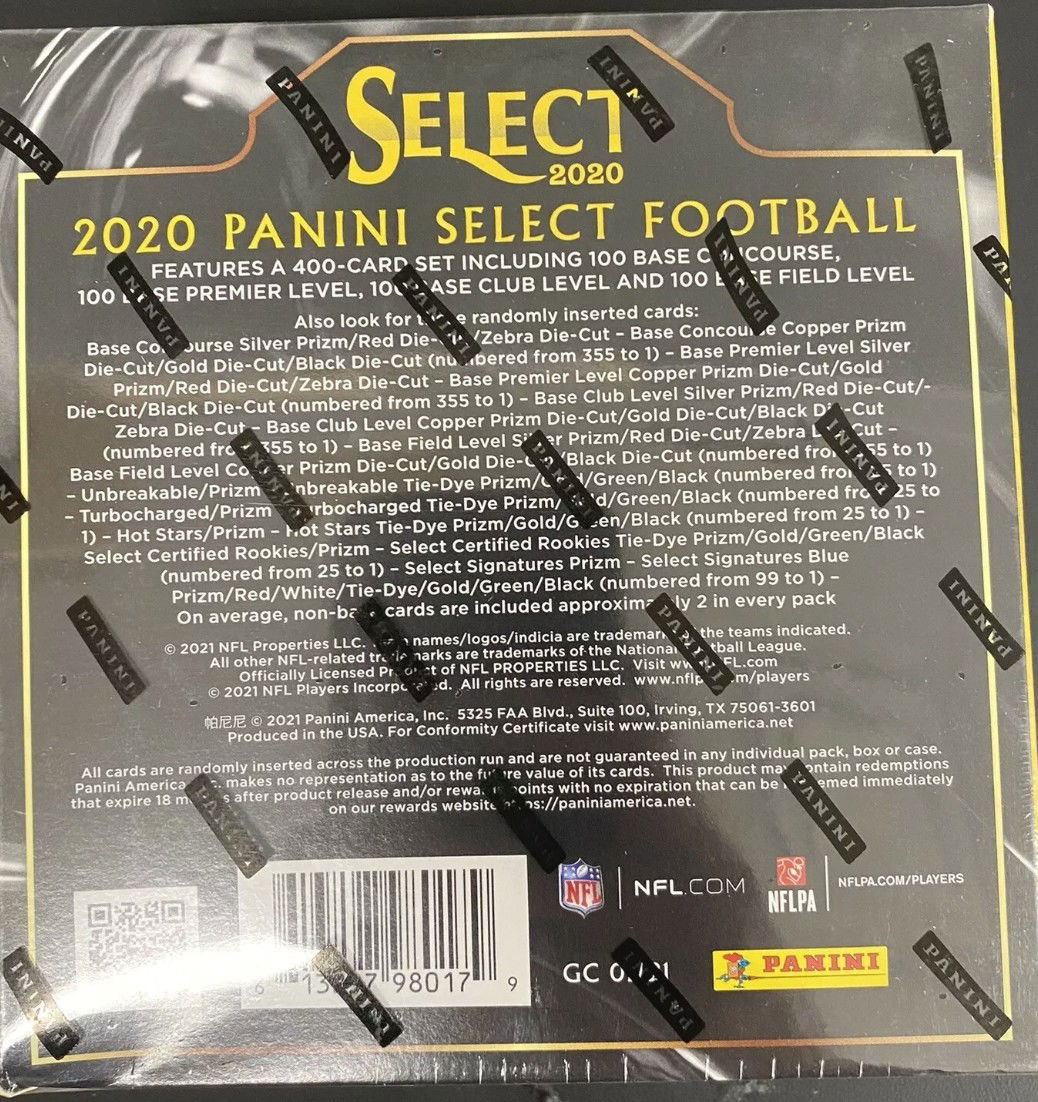 SELECT
2020
2020 PANINI SELECT FOOTBALL
FEATURES A 400-CARD SET INCLUDING 100 BASE CONCOURSE,
100 BASE PREMIER LEVEL, 100 BASE CLUB LEVEL AND 100 BASE FIELD LEVEL
Also look for these randomly inserted cards:
Base Concourse Silver Prizm/Red Die-Cut/Zebra Die-Cut – Base Concourse Copper Prizm
Die-Cut/Gold Die-Cut/Black Die-Cut (numbered from 355 to 1) – Base Premier Level Silver
Prizm/Red Die-Cut/Zebra Die-Cut – Base Premier Level Copper Prizm Die-Cut/Gold
Die-Cut/Black Die-Cut (numbered from 355 to 1) – Base Club Level Silver Prizm/Red Die-Cut/-
Zebra Die-Cut – Base Club Level Copper Prizm Die-Cut/Gold Die-Cut/Black Die-Cut
(numbered from 355 to 1) – Base Field Level Silver Prizm/Red Die-Cut/Zebra Die-Cut –
Base Field Level Copper Prizm Die-Cut/Gold Die-Cut/Black Die-Cut (numbered from 355 to 1)
– Unbreakable/Prizm – Unbreakable Tie-Dye Prizm/Gold/Green/Black (numbered from 25 to 1)
– Turbocharged/Prizm – Turbocharged Tie-Dye Prizm/Gold/Green/Black (numbered from 25 to
1) – Hot Stars/Prizm – Hot Stars Tie-Dye Prizm/Gold/Green/Black (numbered from 25 to 1) –
Select Certified Rookies/Prizm – Select Certified Rookies Tie-Dye Prizm/Gold/Green/Black
(numbered from 25 to 1) – Select Signatures Prizm – Select Signatures Blue
Prizm/Red/White/Tie-Dye/Gold/Green/Black (numbered from 99 to 1) –
On average, non-base cards are included approximately 2 in every pack
© 2021 NFL Properties LLC. Team names/logos/indicia are trademarks of the teams indicated.
All other NFL-related trademarks are trademarks of the National Football League.
Officially Licensed Product of NFL PROPERTIES LLC. Visit www.NFL.com
© 2021 NFL Players Incorporated. All rights are reserved. www.nflpa.com/players
帕尼尼 © 2021 Panini America, Inc. 5325 FAA Blvd., Suite 100, Irving, TX 75061-3601
Produced in the USA. For Conformity Certificate visit www.paniniamerica.net
All cards are randomly inserted across the production run and are not guaranteed in any individual pack, box or case.
Panini America, Inc. makes no representation as to the future value of its cards. This product may contain redemptions
that expire 18 months after product release and/or reward points with no expiration that can be redeemed immediately
on our rewards website https://paniniamerica.net.
NFL
NFL.COM
NFLPA
NFLPA.COM/PLAYERS
6 98017 9
GC
PANINI